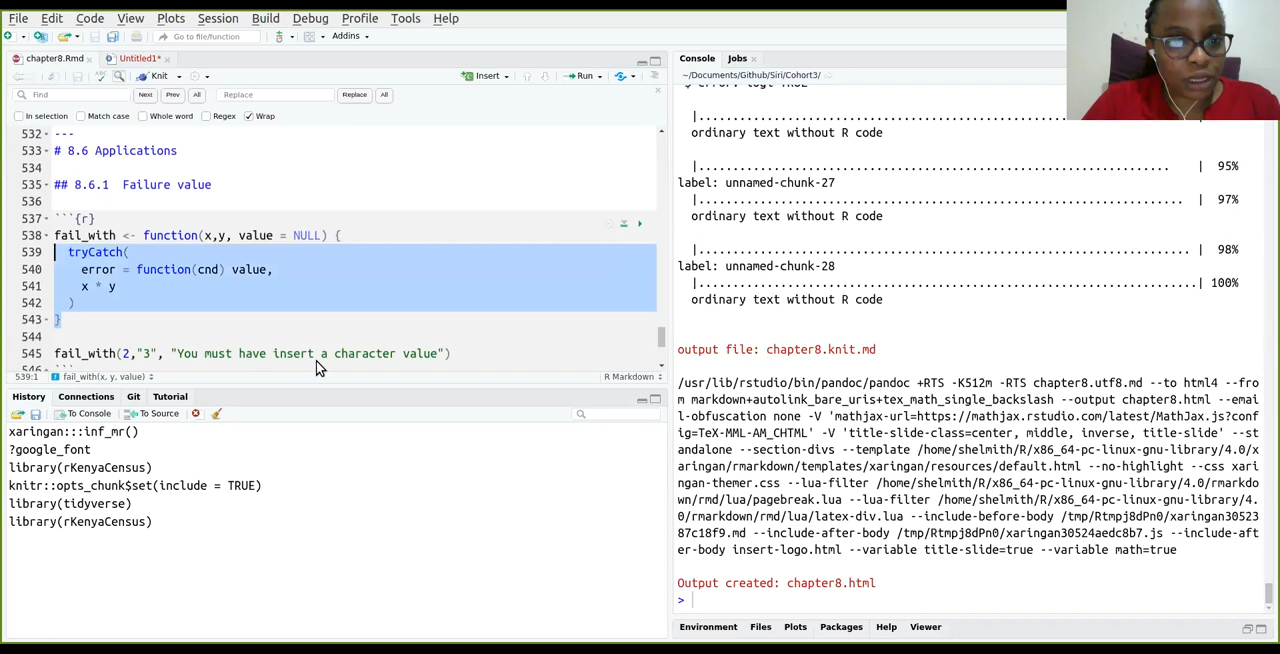 File Edit Code View Plots Session Build Debug Profile Tools Help
Go to file/function Addins
chapter8.Rmd Untitled1*
Knit Insert Run
Find Next Prev All Replace Replace All
In selection Match case Whole word Regex Wrap
532 ---
533 # 8.6 Applications
534
535 ## 8.6.1 Failure value
536
537 ```{r}
538 fail_with <- function(x,y, value = NULL) {
539 tryCatch(
540 error = function(cnd) value,
541 x * y
542 )
543 }
544
545 fail_with(2,"3", "You must have insert a character value")
546 ```
539:1 fail_with(x, y, value) R Markdown
History Connections Git Tutorial
To Console To Source
xaringan:::inf_mr()
?google_font
library(rKenyaCensus)
knitr::opts_chunk$set(include = TRUE)
library(tidyverse)
library(rKenyaCensus)
Console Jobs
~/Documents/Github/Siri/Cohort3/
|..................................................
ordinary text without R code
|.................................................................... | 95%
label: unnamed-chunk-27
|...................................................................... | 97%
ordinary text without R code
|....................................................................... | 98%
label: unnamed-chunk-28
|.........................................................................| 100%
ordinary text without R code
output file: chapter8.knit.md
/usr/lib/rstudio/bin/pandoc/pandoc +RTS -K512m -RTS chapter8.utf8.md --to html4 --fro
m markdown+autolink_bare_uris+tex_math_single_backslash --output chapter8.html --emai
l-obfuscation none -V 'mathjax-url=https://mathjax.rstudio.com/latest/MathJax.js?conf
ig=TeX-MML-AM_CHTML' -V 'title-slide-class=center, middle, inverse, title-slide' --st
andalone --section-divs --template /home/shelmith/R/x86_64-pc-linux-gnu-library/4.0/x
aringan/rmarkdown/templates/xaringan/resources/default.html --no-highlight --css xari
ngan-themer.css --lua-filter /home/shelmith/R/x86_64-pc-linux-gnu-library/4.0/rmarkdo
wn/rmd/lua/pagebreak.lua --lua-filter /home/shelmith/R/x86_64-pc-linux-gnu-library/4.
0/rmarkdown/rmd/lua/latex-div.lua --include-before-body /tmp/Rtmpj8dPn0/xaringan30523
87c18f9.md --include-after-body /tmp/Rtmpj8dPn0/xaringan30524aedc8b7.js --include-aft
er-body insert-logo.html --variable title-slide=true --variable math=true
Output created: chapter8.html
>
Environment Files Plots Packages Help Viewer